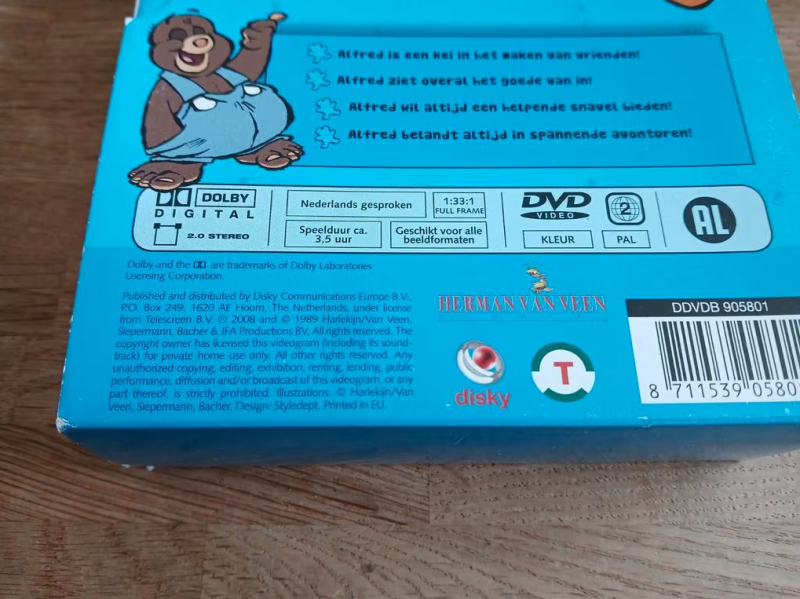 Alfred is een kei in het maken van vrienden!
Alfred ziet overal het goede van in!
Alfred wil altijd een helpende snavel bieden!
Alfred belandt altijd in spannende avonturen!
DOLBY
DIGITAL
2.0 STEREO
Nederlands gesproken
1:33:1
FULL FRAME
Speelduur ca.
3,5 uur
Geschikt voor alle
beeldformaten
DVD
VIDEO
2
KLEUR
PAL
AL
Dolby and the are trademarks of Dolby Laboratories
Licensing Corporation.
Published and distributed by Disky Communications Europe B.V.,
P.O. Box 249, 1620 AE Hoorn, The Netherlands, under license
from Telescreen B.V. ℗ 2008 and © 1989 Harlekijn/Van Veen,
Siepermann, Bacher & JFA Productions BV. All rights reserved. The
copyright owner has licensed this videogram (including its sound-
track) for private home use only. All other rights reserved. Any
unauthorized copying, editing, exhibition, renting, lending, public
performance, diffusion and/or broadcast of this videogram, or any
part thereof, is strictly prohibited. Illustraties: © Harlekijn/Van
Veen, Siepermann, Bacher. Design: Styledept. Printed in EU.
HERMAN VAN VEEN
disky
T
DDVDB 905801
8 711539 0580